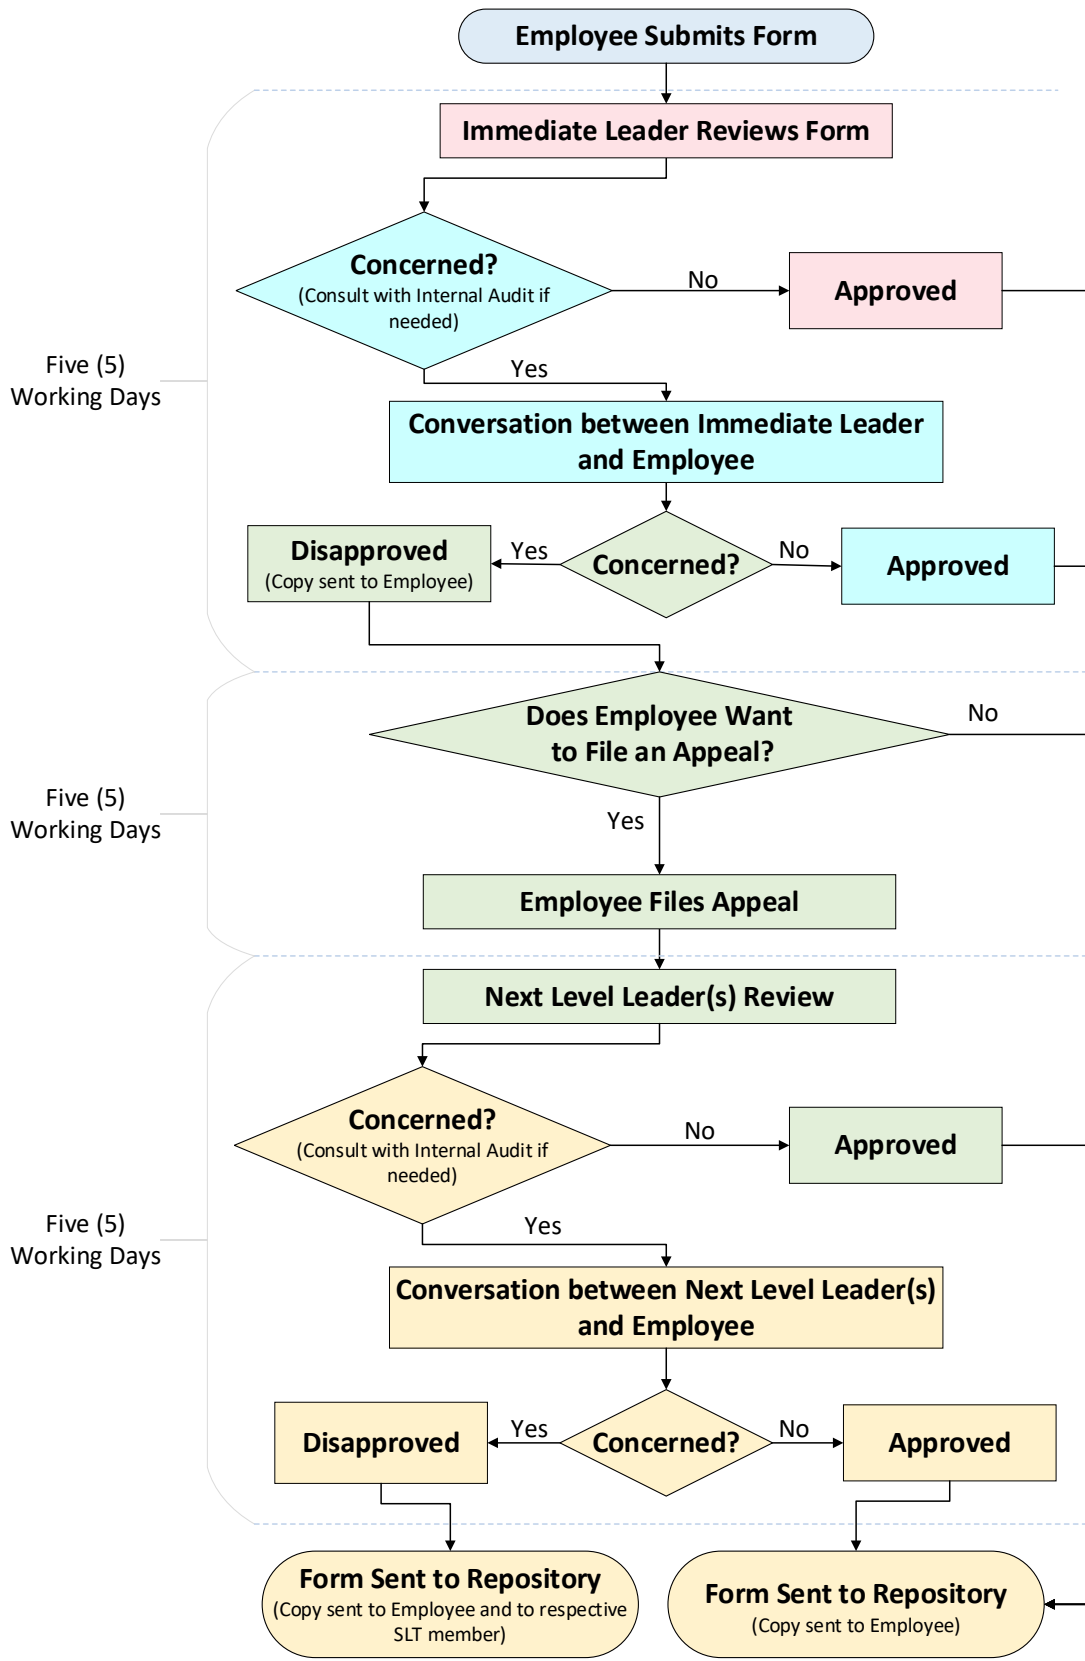 Employee Submits Form
Immediate Leader Reviews Form
Concerned?
(Consult with Internal Audit if
needed)
No
Approved
Five (5)
Working Days
Yes
Conversation between Immediate Leader
and Employee
Disapproved
(Copy sent to Employee)
Yes
Concerned?
No
Approved
Does Employee Want
to File an Appeal?
No
Five (5)
Working Days
Yes
Employee Files Appeal
Next Level Leader(s) Review
Concerned?
(Consult with Internal Audit if
needed)
No
Approved
Five (5)
Working Days
Yes
Conversation between Next Level Leader(s)
and Employee
Disapproved
Yes
Concerned?
No
Approved
Form Sent to Repository
(Copy sent to Employee and to respective
SLT member)
Form Sent to Repository
(Copy sent to Employee)